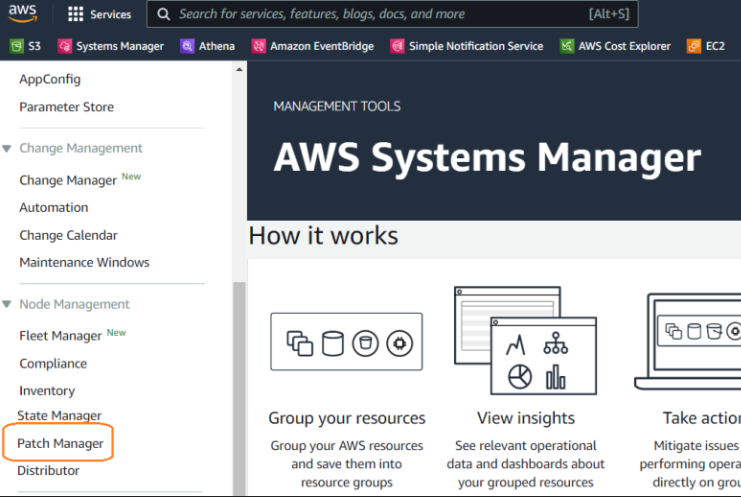 aws
Services
Search for services, features, blogs, docs, and more
[Alt+S]
S3
Systems Manager
Athena
Amazon EventBridge
Simple Notification Service
AWS Cost Explorer
EC2
AppConfig
Parameter Store
Change Management
Change Manager New
Automation
Change Calendar
Maintenance Windows
Node Management
Fleet Manager New
Compliance
Inventory
State Manager
Patch Manager
Distributor
MANAGEMENT TOOLS
AWS Systems Manager
How it works
Group your resources
Group your AWS resources
and save them into
resource groups
View insights
See relevant operational
data and dashboards about
your grouped resources
Take action
Mitigate issues
performing opera
directly on grou